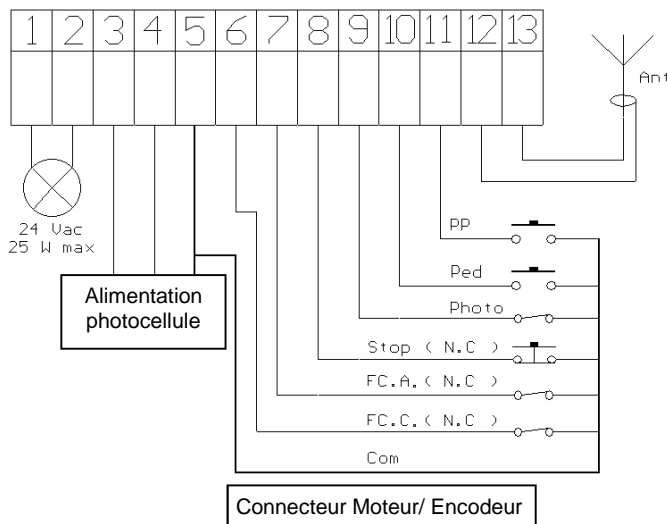 1 2 3 4 5 6 7 8 9 10 11 12 13
Ant
24 Vac
25 W max
PP
Ped
Alimentation
photocellule
Photo
Stop ( N.C )
FC.A. ( N.C )
FC.C. ( N.C )
Com
Connecteur Moteur/ Encodeur